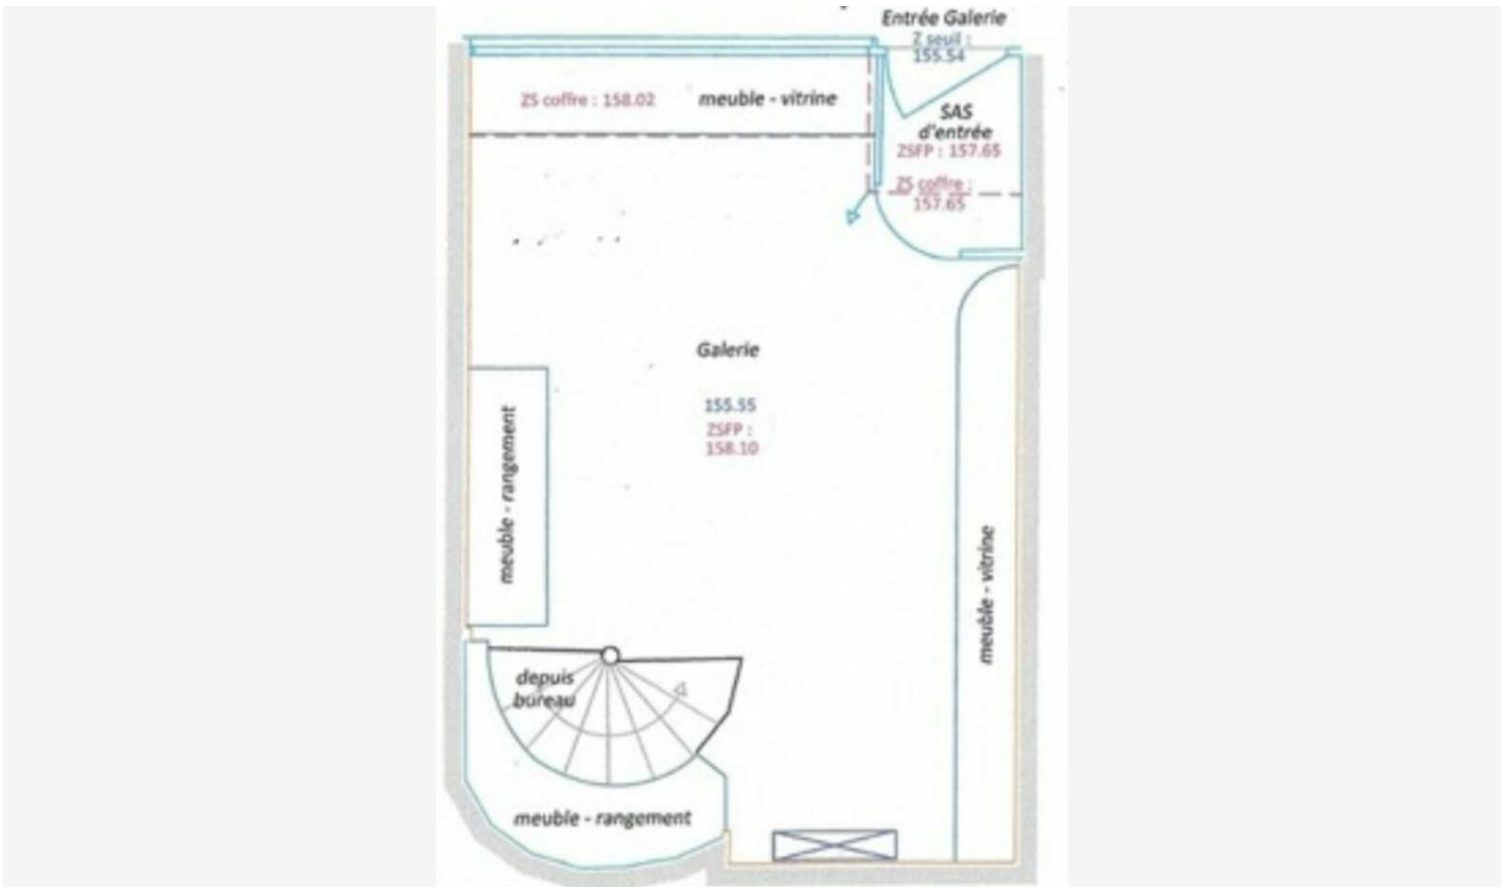 Entrée Galerie
Z seuil :
155.54
ZS coffre : 158.02
meuble - vitrine
SAS
d'entrée
ZSFP : 157.65
ZS coffre :
157.65
Galerie
155.55
ZSFP :
158.10
meuble - rangement
meuble - vitrine
depuis
bureau
meuble - rangement